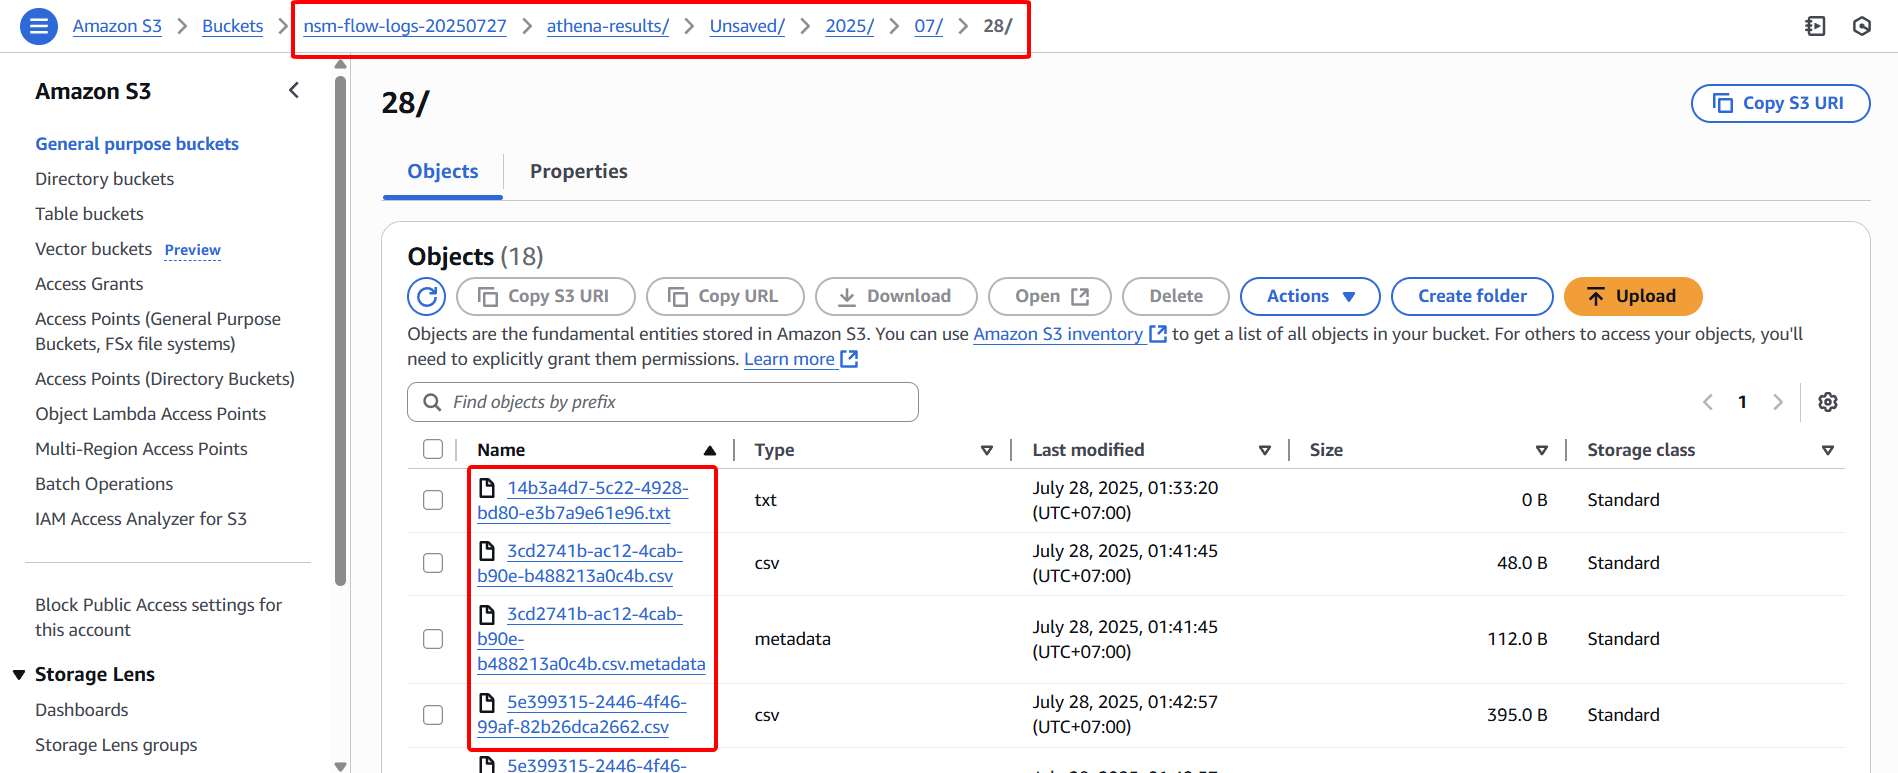 Amazon S3 > Buckets > nsm-flow-logs-20250727 > athena-results/ > Unsaved/ > 2025/ > 07/ > 28/
Amazon S3
General purpose buckets
Directory buckets
Table buckets
Vector buckets Preview
Access Grants
Access Points (General Purpose
Buckets, FSx file systems)
Access Points (Directory Buckets)
Object Lambda Access Points
Multi-Region Access Points
Batch Operations
IAM Access Analyzer for S3
Block Public Access settings for
this account
Storage Lens
Dashboards
Storage Lens groups
28/
Copy S3 URI
Objects Properties
Objects (18)
Copy S3 URI Copy URL Download Open Delete Actions Create folder Upload
Objects are the fundamental entities stored in Amazon S3. You can use Amazon S3 inventory to get a list of all objects in your bucket. For others to access your objects, you'll
need to explicitly grant them permissions. Learn more
Find objects by prefix
1
Name Type Last modified Size Storage class
14b3a4d7-5c22-4928-
bd80-e3b7a9e61e96.txt
txt
July 28, 2025, 01:33:20
(UTC+07:00)
0 B
Standard
3cd2741b-ac12-4cab-
b90e-b488213a0c4b.csv
csv
July 28, 2025, 01:41:45
(UTC+07:00)
48.0 B
Standard
3cd2741b-ac12-4cab-
b90e-
b488213a0c4b.csv.metadata
metadata
July 28, 2025, 01:41:45
(UTC+07:00)
112.0 B
Standard
5e399315-2446-4f46-
99af-82b26dca2662.csv
csv
July 28, 2025, 01:42:57
(UTC+07:00)
395.0 B
Standard
5e399315-2446-4f46-